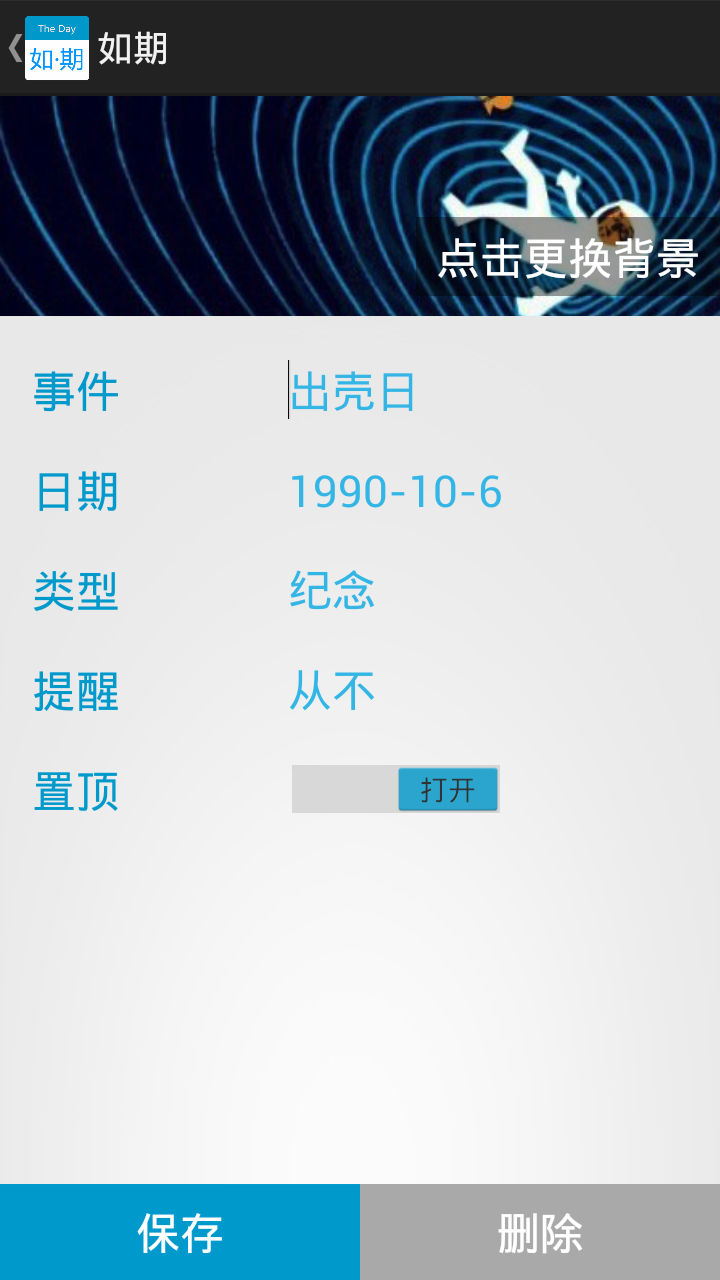 The Day
如·期
如期
点击更换背景
事件 出壳日
日期 1990-10-6
类型 纪念
提醒 从不
置顶 打开
保存 删除